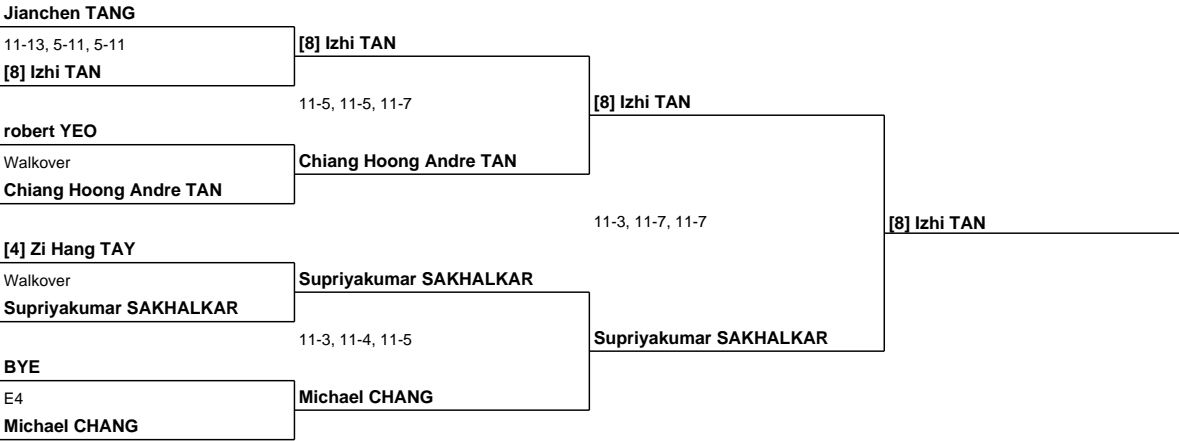 Jianchen TANG
11-13, 5-11, 5-11
[8] Izhi TAN
[8] Izhi TAN
11-5, 11-5, 11-7
[8] Izhi TAN
robert YEO
Walkover
Chiang Hoong Andre TAN
Chiang Hoong Andre TAN
11-3, 11-7, 11-7
[8] Izhi TAN
[4] Zi Hang TAY
Walkover
Supriyakumar SAKHALKAR
Supriyakumar SAKHALKAR
11-3, 11-4, 11-5
Supriyakumar SAKHALKAR
BYE
E4
Michael CHANG
Michael CHANG